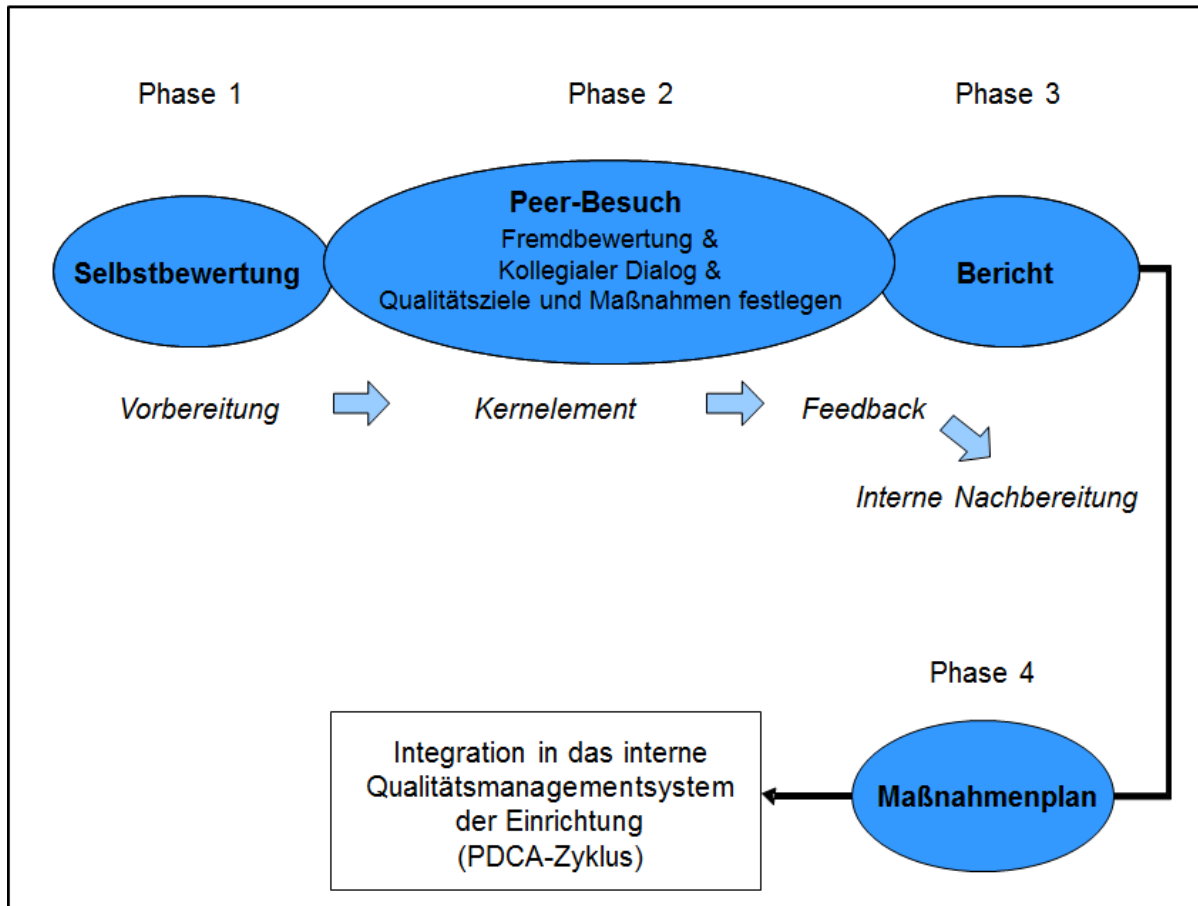 Phase 1
Phase 2
Phase 3
Selbstbewertung
Peer-Besuch
Fremdbewertung &
Kollegialer Dialog &
Qualitätsziele und Maßnahmen festlegen
Bericht
Vorbereitung
Kernelement
Feedback
Interne Nachbereitung
Phase 4
Maßnahmenplan
Integration in das interne
Qualitätsmanagementsystem
der Einrichtung
(PDCA-Zyklus)